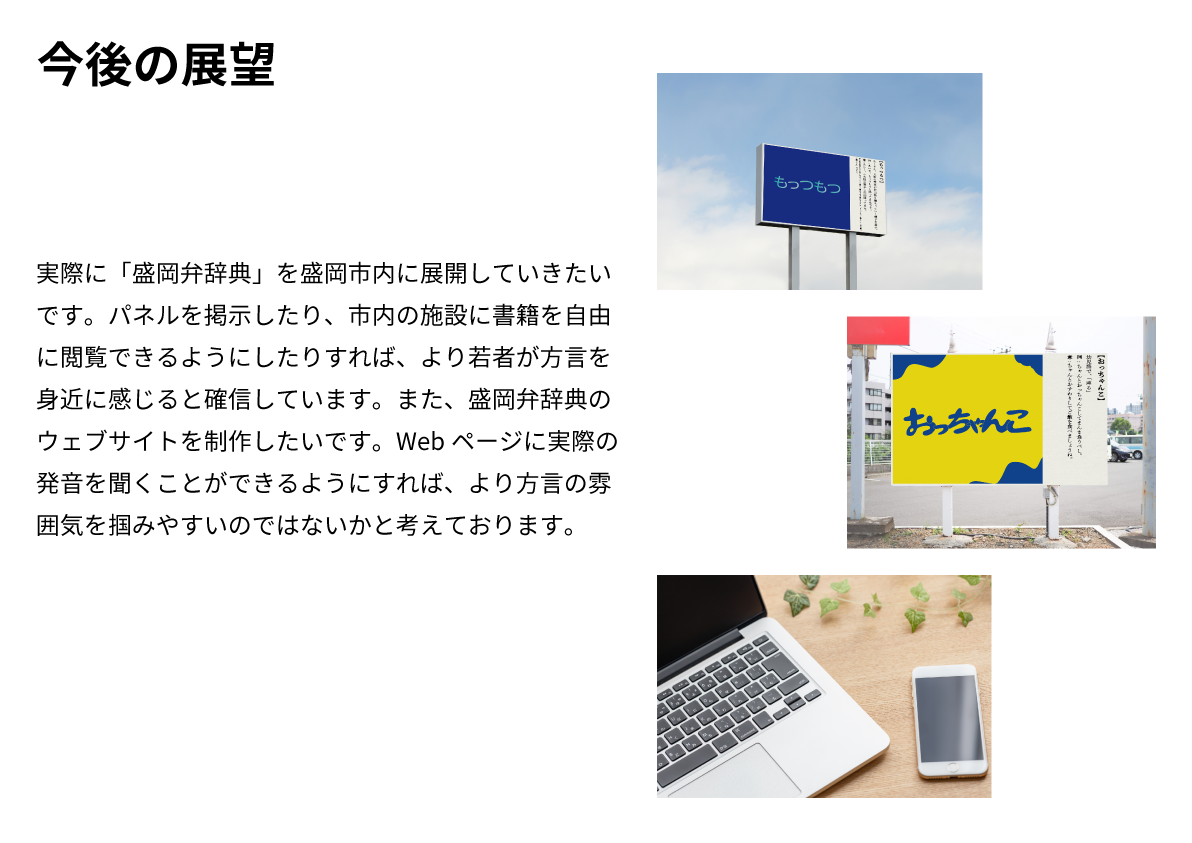 今後の展望
実際に「盛岡弁辞典」を盛岡市内に展開していきたい
です。パネルを掲示したり、市内の施設に書籍を自由
に閲覧できるようにしたりすれば、より若者が方言を
身近に感じると確信しています。また、盛岡弁辞典の
ウェブサイトを制作したいです。Web ページに実際の
発音を聞くことができるようにすれば、より方言の雰
囲気を掴みやすいのではないかと考えております。
もっつもつ
【もっつもつ】
おっちゃんこ
【おっちゃんこ】